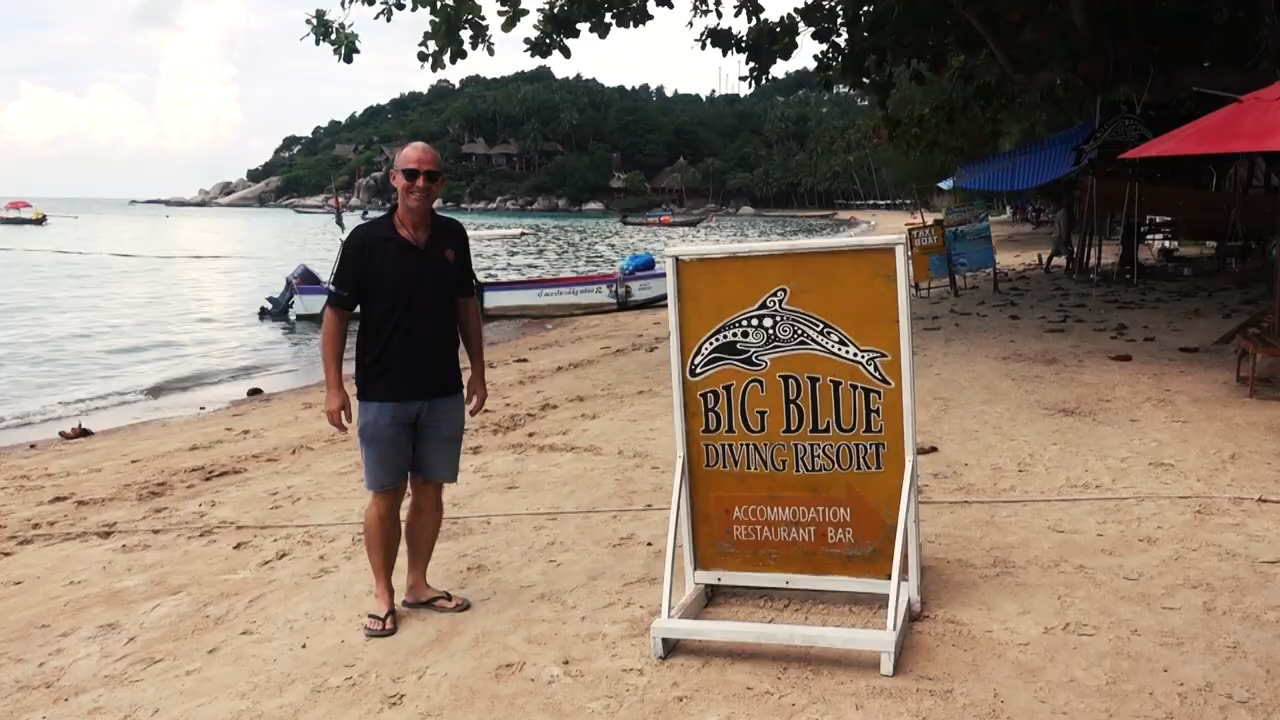 TAXI
BOAT
BIG BLUE
DIVING RESORT
ACCOMMODATION
RESTAURANT BAR